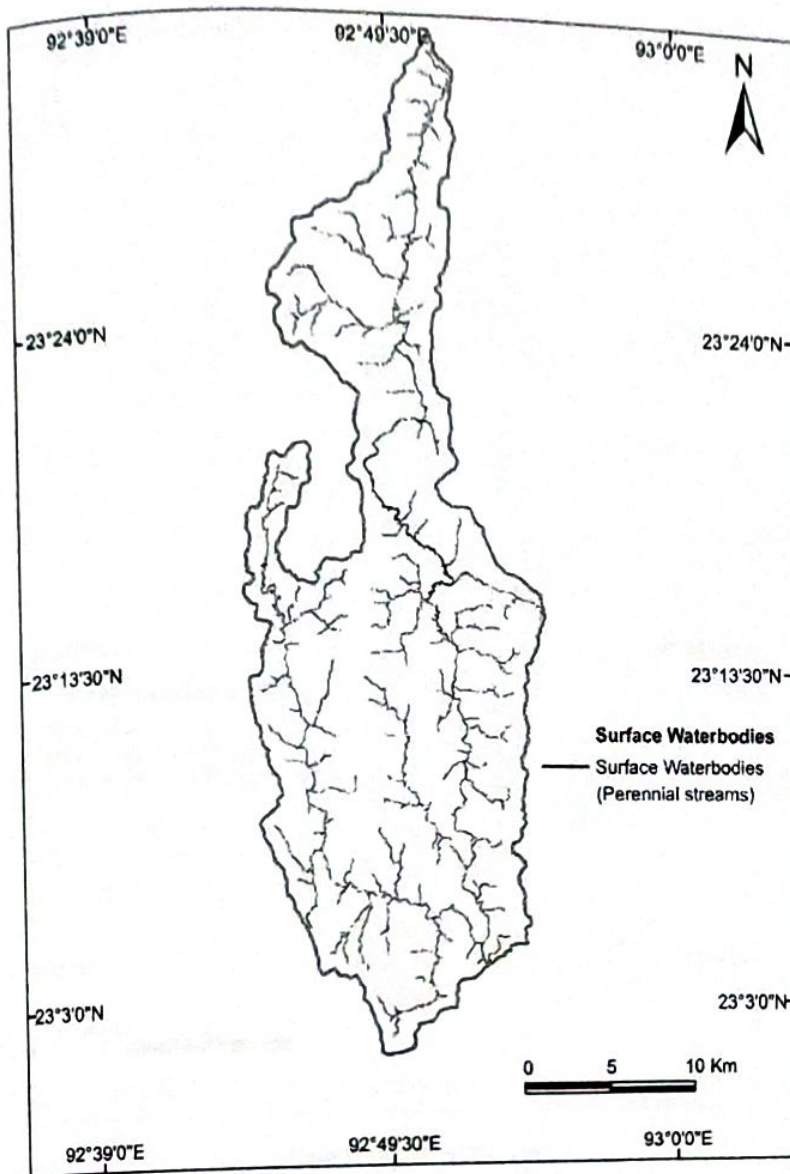 92°39'0"E
92°49'30"E
93°0'0"E
N
23°24'0"N
23°24'0"N
23°13'30"N
23°13'30"N
Surface Waterbodies
Surface Waterbodies
(Perennial streams)
23°3'0"N
23°3'0"N
0 5 10 Km
92°39'0"E
92°49'30"E
93°0'0"E